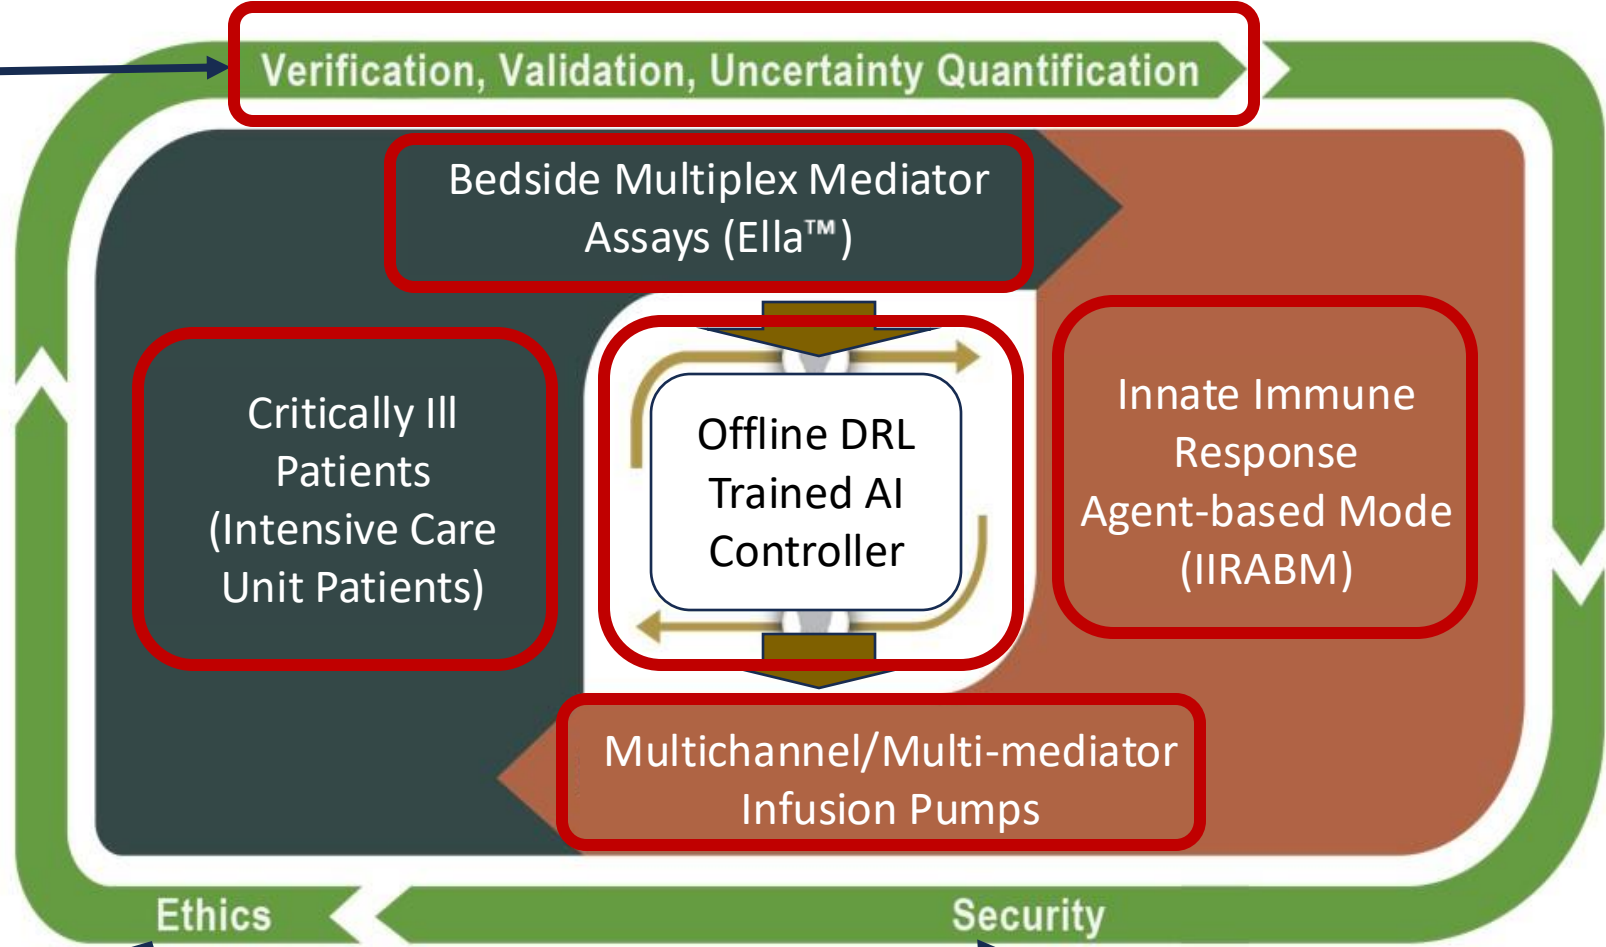 Verification, Validation, Uncertainty Quantification
Bedside Multiplex Mediator
Assays (Ella™)
Critically Ill
Patients
(Intensive Care
Unit Patients)
Offline DRL
Trained AI
Controller
Innate Immune
Response
Agent-based Mode
(IIRABM)
Multichannel/Multi-mediator
Infusion Pumps
Ethics
Security